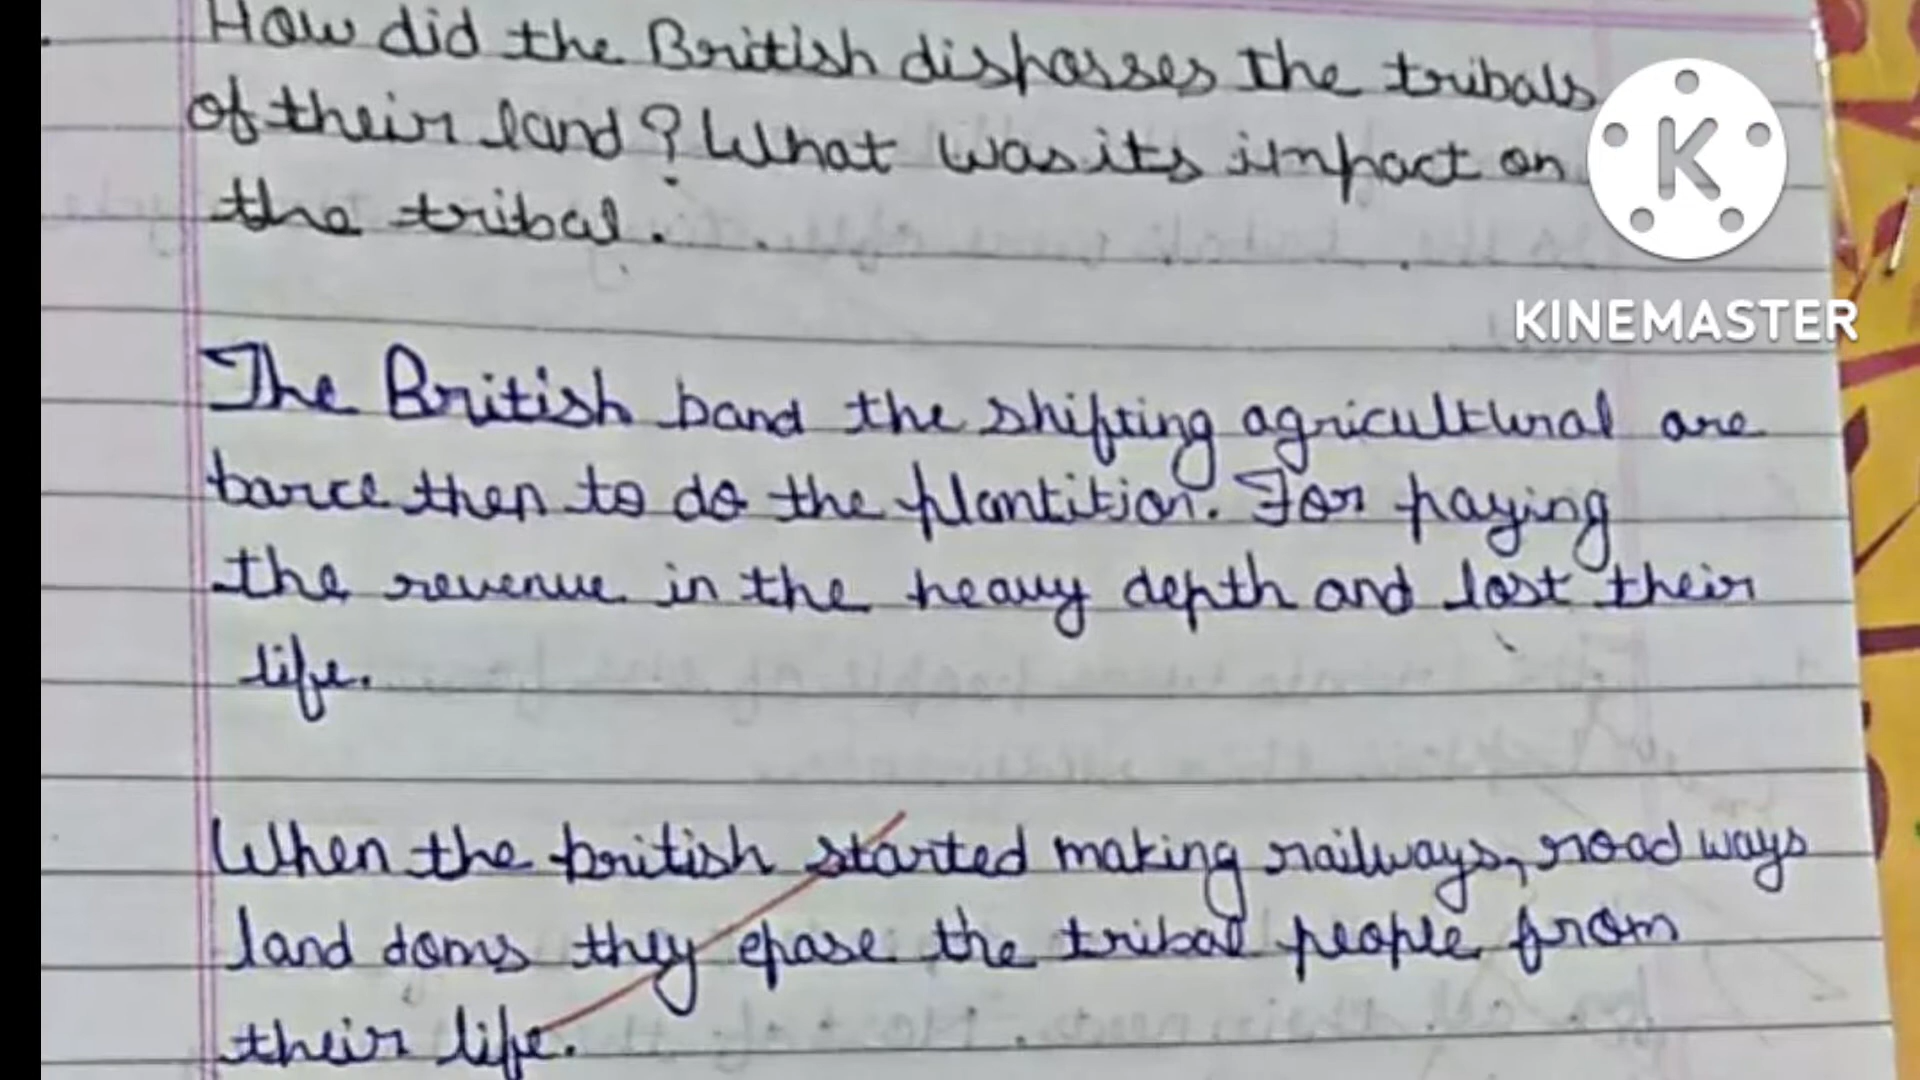 How did the British disposses the tribals
of their land? What was its impact on
the tribal.
K
KINEMASTER
The British band the shifting agricultural are
barce then to do the plantition. For paying
the revenue in the heavy depth and lost their
life.
When the british started making railways, road ways
land doms they epase the tribal people from
their life.